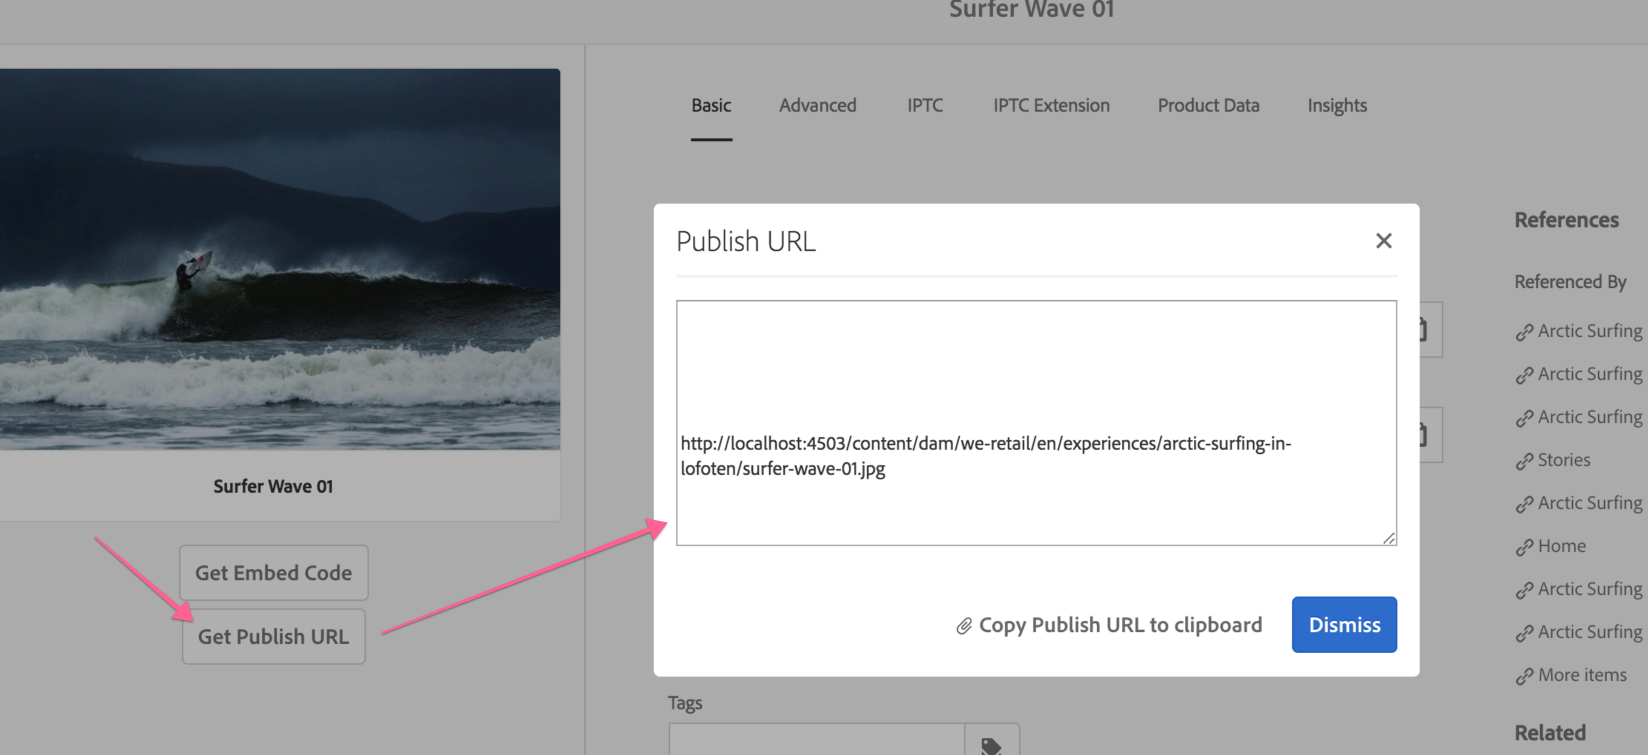 Surfer Wave 01
Basic
Advanced
IPTC
IPTC Extension
Product Data
Insights
Surfer Wave 01
Get Embed Code
Get Publish URL
Publish URL
http://localhost:4503/content/dam/we-retail/en/experiences/arctic-surfing-in-
lofoten/surfer-wave-01.jpg
Copy Publish URL to clipboard
Dismiss
Tags
References
Referenced By
Arctic Surfing
Arctic Surfing
Arctic Surfing
Stories
Arctic Surfing
Home
Arctic Surfing
Arctic Surfing
More items
Related